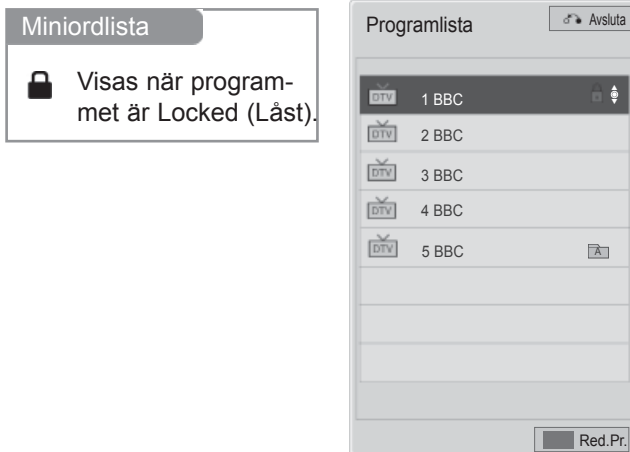 Miniordlista
Visas när program-
met är Locked (Låst).
Programlista
Avsluta
DTV 1 BBC
DTV 2 BBC
DTV 3 BBC
DTV 4 BBC
DTV 5 BBC A
Red.Pr.